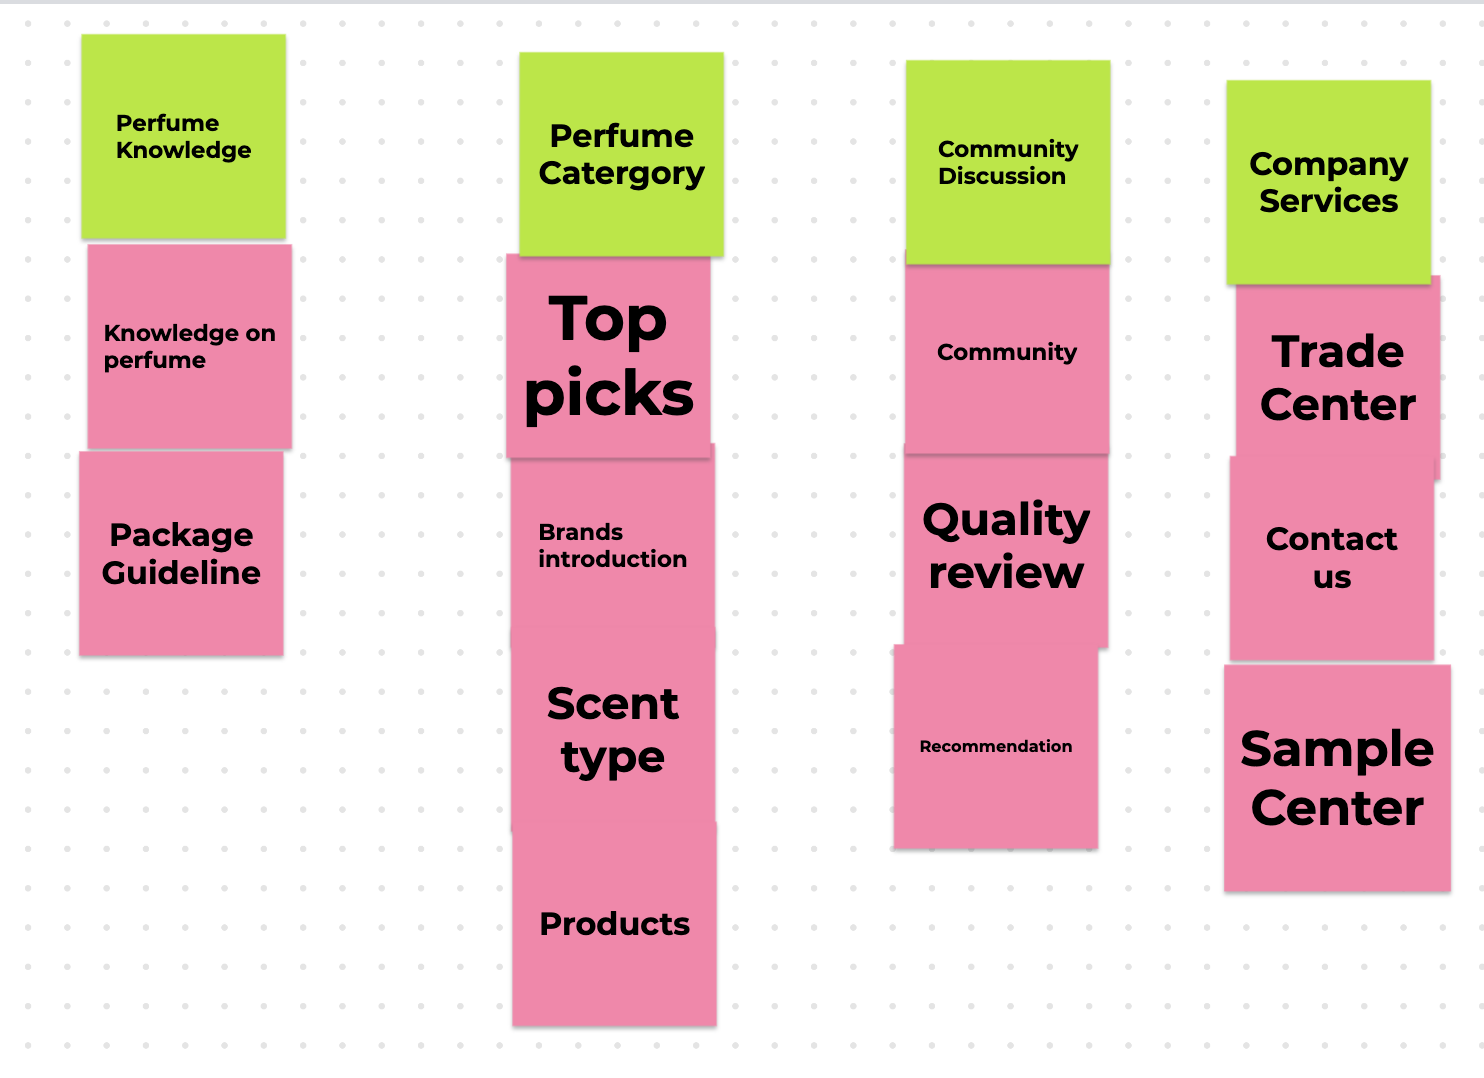 Perfume
Knowledge
Knowledge on
perfume
Package
Guideline
Perfume
Catergory
Top
picks
Brands
introduction
Scent
type
Products
Community
Discussion
Community
Quality
review
Recommendation
Company
Services
Trade
Center
Contact
us
Sample
Center